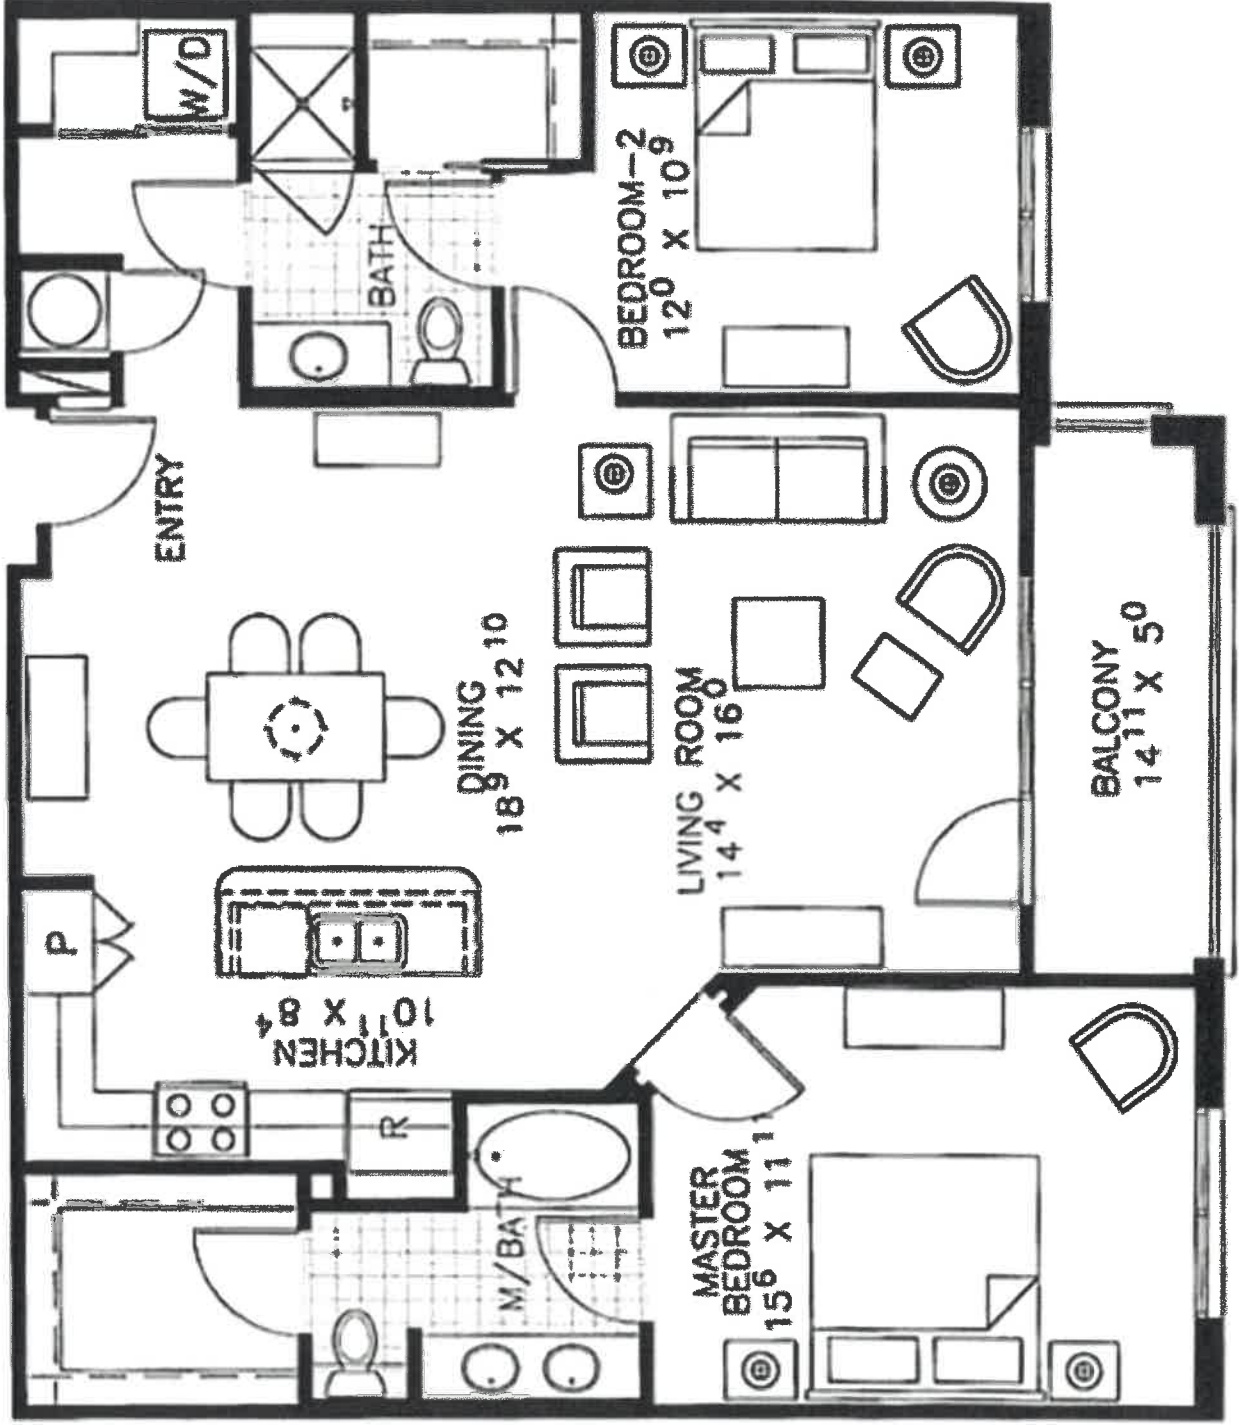 W/D
BATH
BEDROOM-2
12⁰ X 10⁹
ENTRY
DINING
18⁹ X 12¹⁰
LIVING ROOM
14⁴ X 16⁰
BALCONY
14¹¹ X 5⁰
P
KITCHEN
10¹¹ X 8⁴
R
M/BATH
MASTER
BEDROOM
15⁶ X 11¹¹